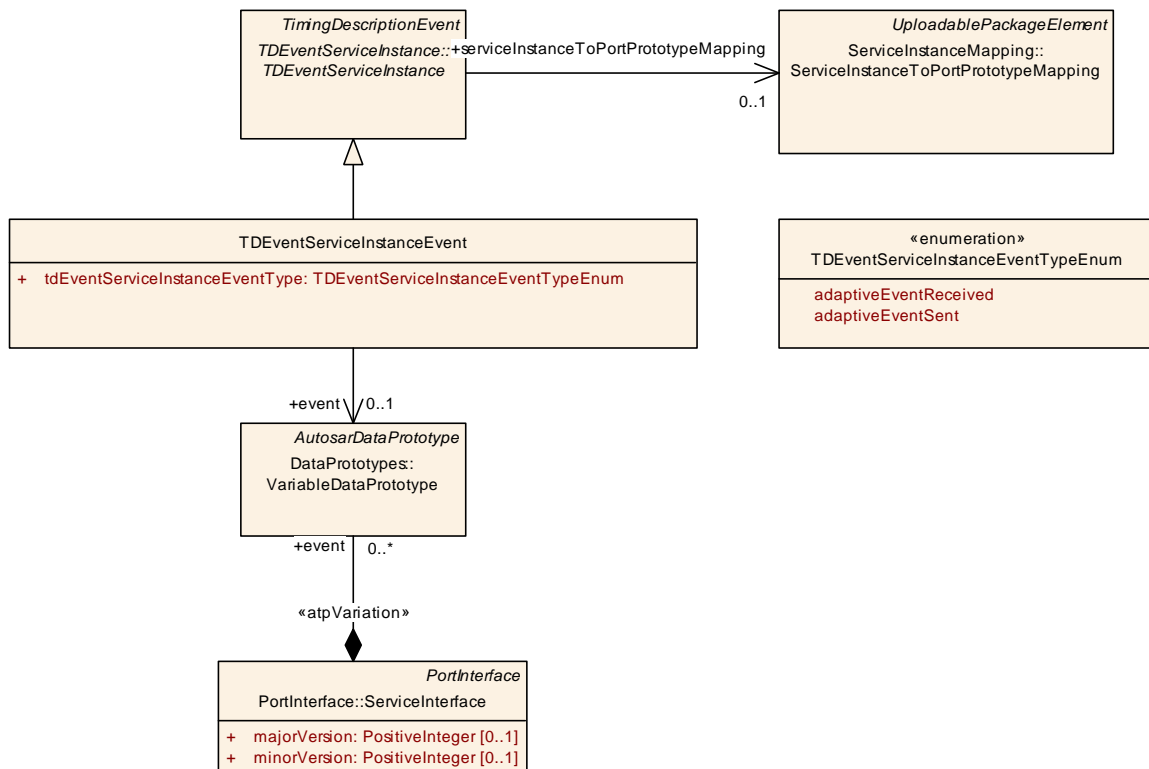 TimingDescriptionEvent
TDEventServiceInstance::
TDEventServiceInstance
+serviceInstanceToPortPrototypeMapping
0..1
UploadablePackageElement
ServiceInstanceMapping::
ServiceInstanceToPortPrototypeMapping
TDEventServiceInstanceEvent
+ tdEventServiceInstanceEventType: TDEventServiceInstanceEventTypeEnum
«enumeration»
TDEventServiceInstanceEventTypeEnum
adaptiveEventReceived
adaptiveEventSent
+event 0..1
AutosarDataPrototype
DataPrototypes::
VariableDataPrototype
+event 0..*
«atpVariation»
PortInterface
PortInterface::ServiceInterface
+ majorVersion: PositiveInteger [0..1]
+ minorVersion: PositiveInteger [0..1]